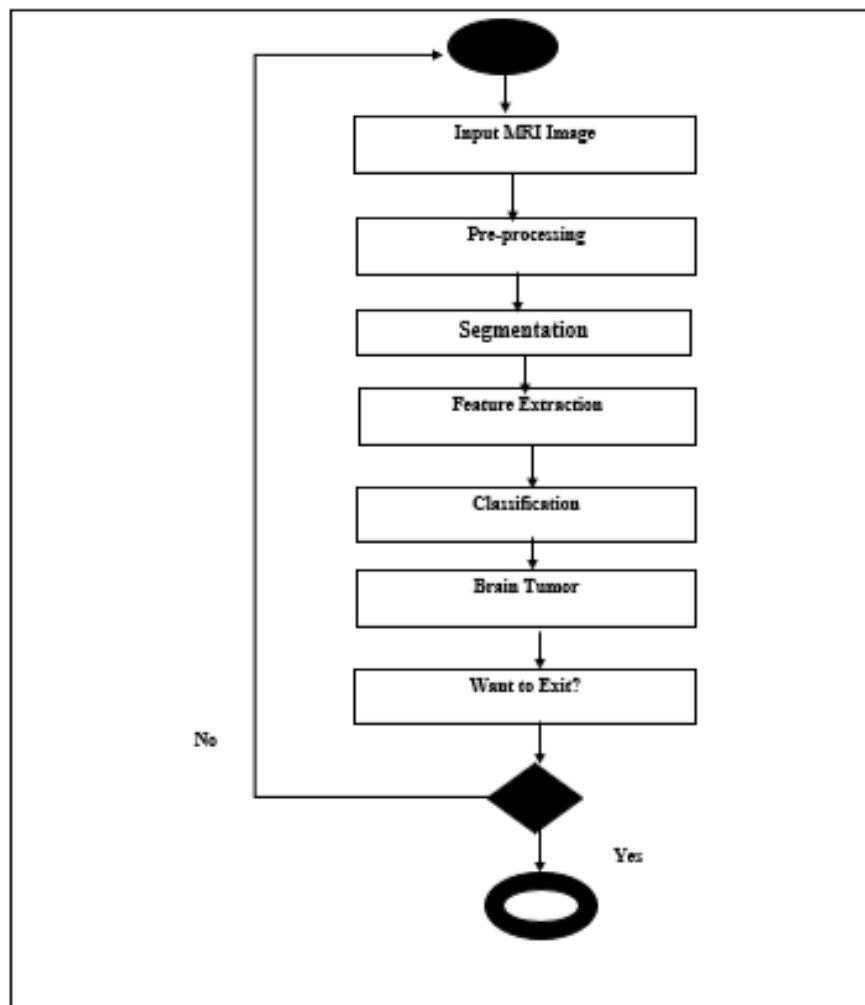 Input MRI Image
Pre-processing
Segmentation
Feature Extraction
Classification
Brain Tumor
Want to Exit?
No
Yes